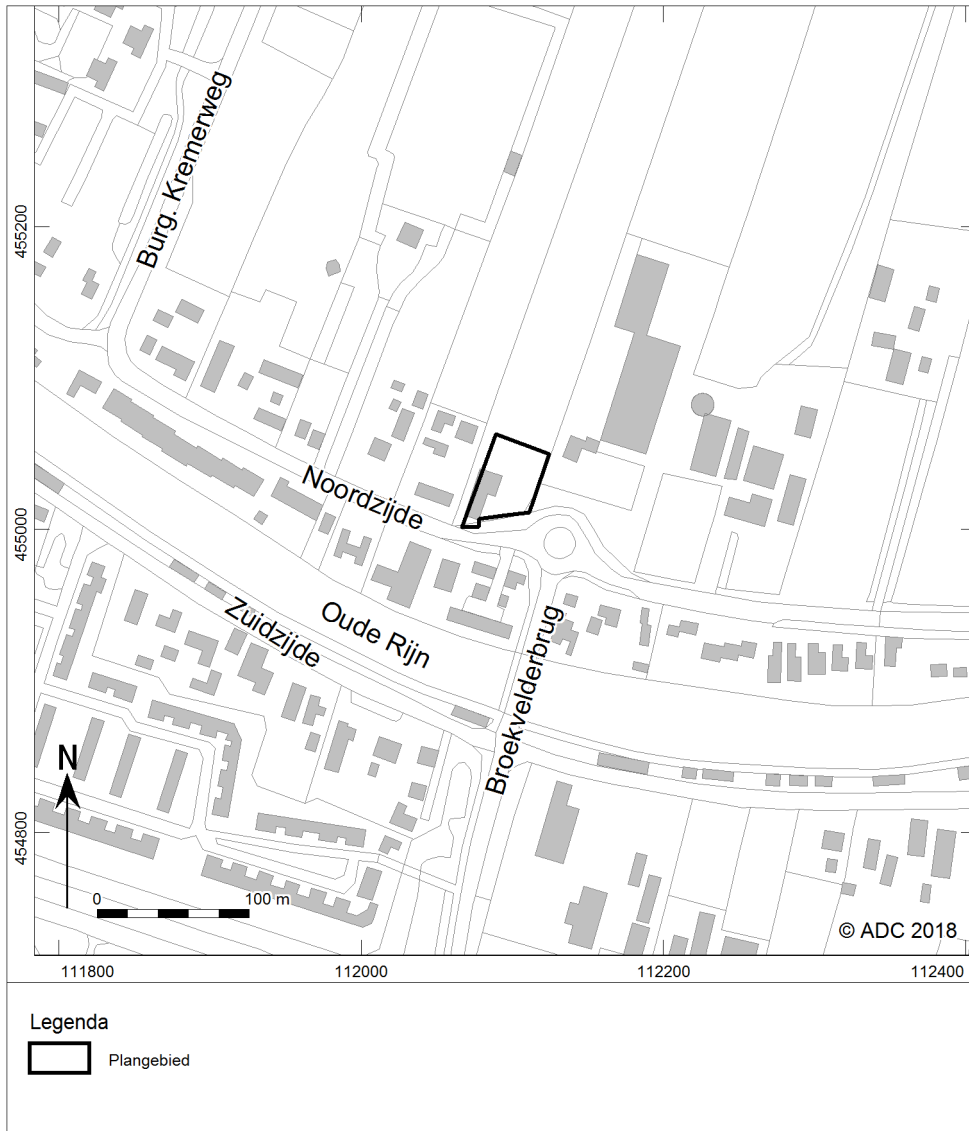 Burg. Kremerweg
455200
Noordzijde
455000
Zuidzijde
Oude Rijn
Broekvelderbrug
N
454800
0 100 m
© ADC 2018
111800 112000 112200 112400
Legenda
Plangebied